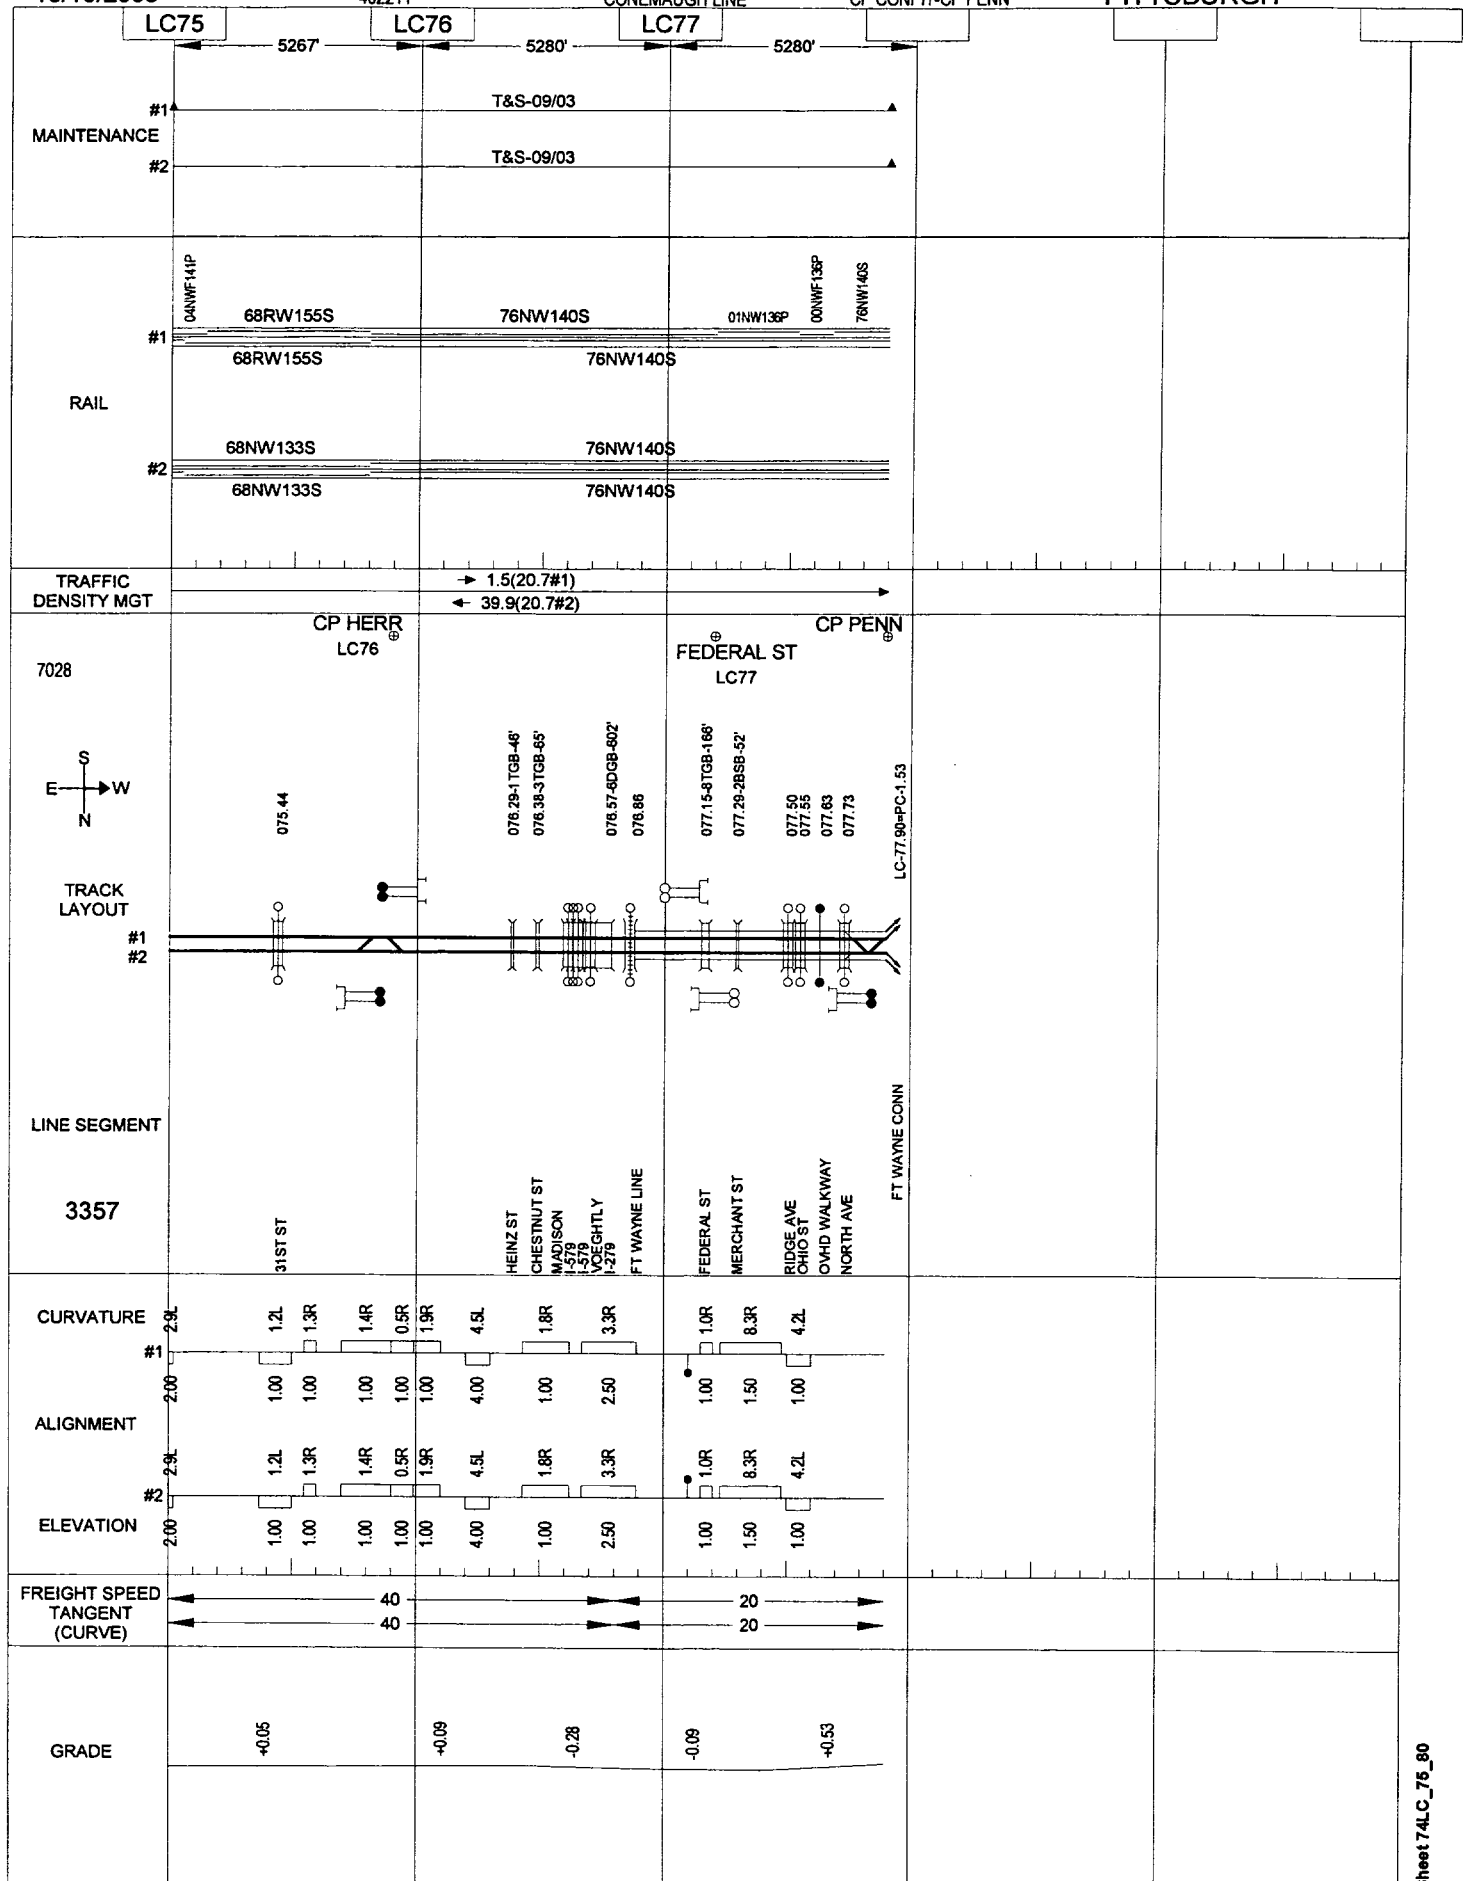 CONEMAUGH LINE
LC75 LC76 LC77
5267' 5280' 5280'
#1 T&S-09/03
MAINTENANCE
#2 T&S-09/03
04NWF141P 00NWF136P 76NW140S
68RW155S 76NW140S 01NW136P
#1
68RW155S 76NW140S
RAIL
68NW133S 76NW140S
#2
68NW133S 76NW140S
TRAFFIC
DENSITY MGT
1.5(20.7#1)
39.9(20.7#2)
CP HERR CP PENN
LC76 FEDERAL ST
7028 LC77
S
E W
N
075.44
076.29-1TGB-46'
076.38-3TGB-65'
076.57-6DGB-602'
076.86
077.15-8TGB-166'
077.29-2BSB-52'
077.50
077.55
077.63
077.73
LC-77.90=PC-1.53
TRACK
LAYOUT
#1
#2
LINE SEGMENT
3357
31ST ST
HEINZ ST
CHESTNUT ST
MADISON
I-579
I-579
VOEGHTLY
I-279
FT WAYNE LINE
FEDERAL ST
MERCHANT ST
RIDGE AVE
OHIO ST
OVHD WALKWAY
NORTH AVE
FT WAYNE CONN
CURVATURE 2.9L 1.2L 1.3R 1.4R 0.5R 1.9R 4.5L 1.8R 3.3R 1.0R 8.3R 4.2L
#1
2.00 1.00 1.00 1.00 1.00 1.00 4.00 1.00 2.50 1.00 1.50 1.00
ALIGNMENT
2.9L 1.2L 1.3R 1.4R 0.5R 1.9R 4.5L 1.8R 3.3R 1.0R 8.3R 4.2L
#2
ELEVATION 2.00 1.00 1.00 1.00 1.00 1.00 4.00 1.00 2.50 1.00 1.50 1.00
FREIGHT SPEED
TANGENT
(CURVE)
40 20
40 20
GRADE +0.05 +0.09 -0.28 -0.09 +0.53
74LC_75_80